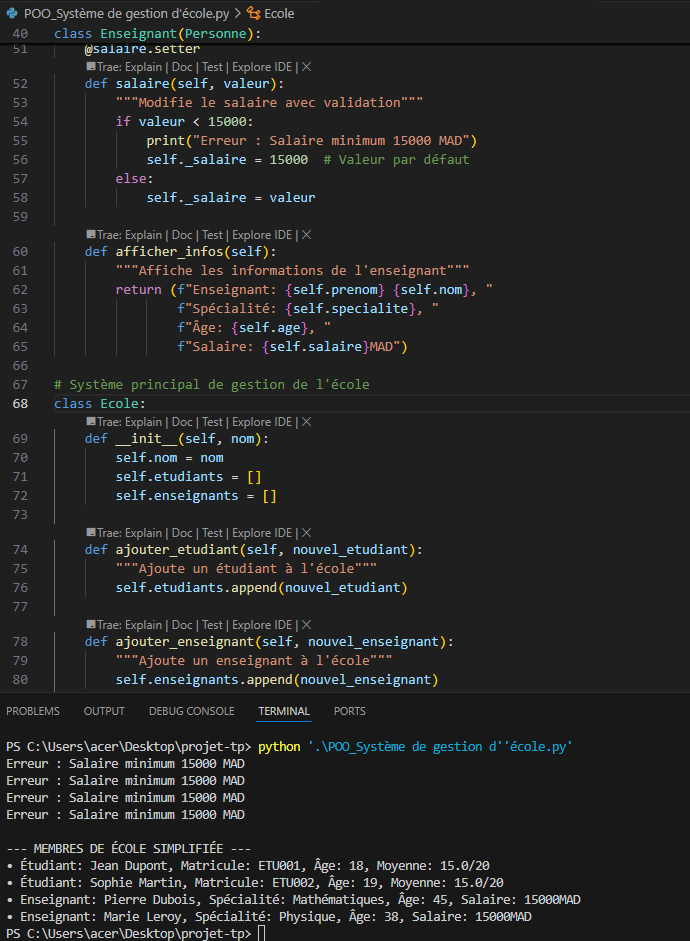 POO_Système de gestion d'école.py > Ecole
40 class Enseignant(Personne):
51 @salaire.setter
Trae: Explain | Doc | Test | Explore IDE | X
52 def salaire(self, valeur):
53 """Modifie le salaire avec validation"""
54 if valeur < 15000:
55 print("Erreur : Salaire minimum 15000 MAD")
56 self._salaire = 15000  # Valeur par défaut
57 else:
58 self._salaire = valeur
59
Trae: Explain | Doc | Test | Explore IDE | X
60 def afficher_infos(self):
61 """Affiche les informations de l'enseignant"""
62 return (f"Enseignant: {self.prenom} {self.nom}, "
63 f"Spécialité: {self.specialite}, "
64 f"Âge: {self.age}, "
65 f"Salaire: {self.salaire}MAD")
66
67 # Système principal de gestion de l'école
68 class Ecole:
Trae: Explain | Doc | Test | Explore IDE | X
69 def __init__(self, nom):
70 self.nom = nom
71 self.etudiants = []
72 self.enseignants = []
73
Trae: Explain | Doc | Test | Explore IDE | X
74 def ajouter_etudiant(self, nouvel_etudiant):
75 """Ajoute un étudiant à l'école"""
76 self.etudiants.append(nouvel_etudiant)
77
Trae: Explain | Doc | Test | Explore IDE | X
78 def ajouter_enseignant(self, nouvel_enseignant):
79 """Ajoute un enseignant à l'école"""
80 self.enseignants.append(nouvel_enseignant)
PROBLEMS OUTPUT DEBUG CONSOLE TERMINAL PORTS
PS C:\Users\acer\Desktop\projet-tp> python '.\POO_Système de gestion d''école.py'
Erreur : Salaire minimum 15000 MAD
Erreur : Salaire minimum 15000 MAD
Erreur : Salaire minimum 15000 MAD
Erreur : Salaire minimum 15000 MAD
--- MEMBRES DE ÉCOLE SIMPLIFIÉE ---
• Étudiant: Jean Dupont, Matricule: ETU001, Âge: 18, Moyenne: 15.0/20
• Étudiant: Sophie Martin, Matricule: ETU002, Âge: 19, Moyenne: 15.0/20
• Enseignant: Pierre Dubois, Spécialité: Mathématiques, Âge: 45, Salaire: 15000MAD
• Enseignant: Marie Leroy, Spécialité: Physique, Âge: 38, Salaire: 15000MAD
PS C:\Users\acer\Desktop\projet-tp>